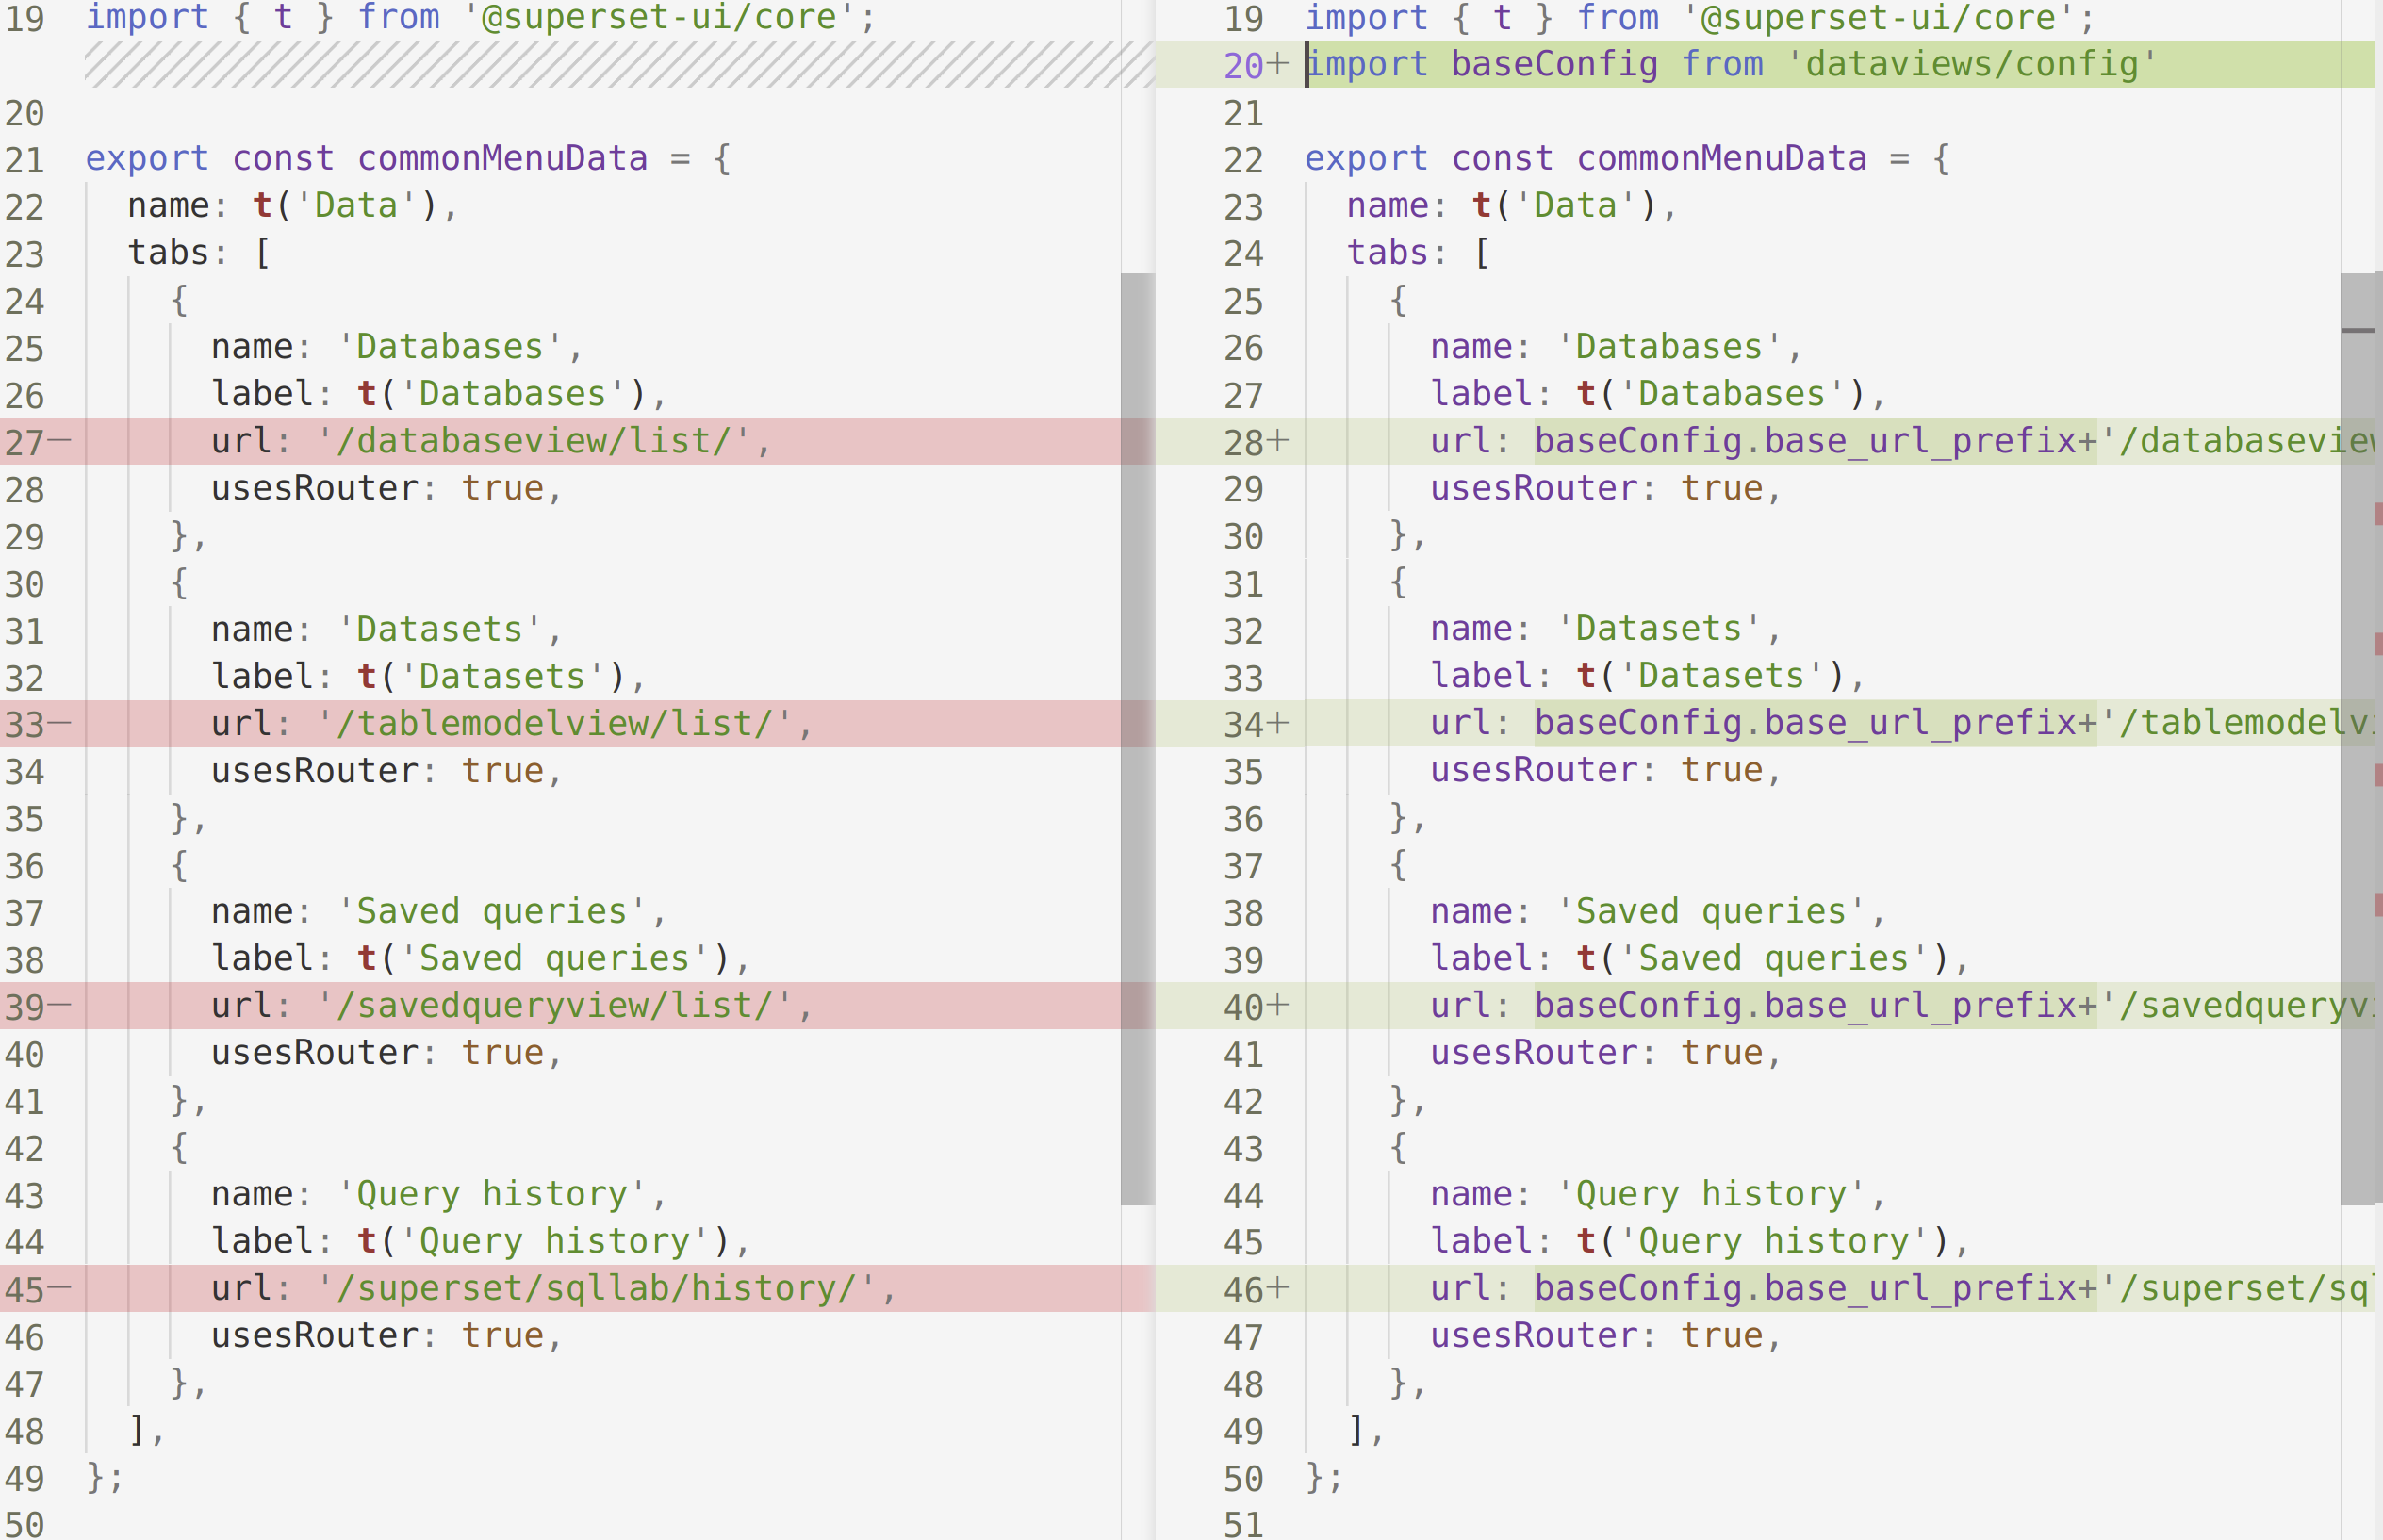 19 import { t } from '@superset-ui/core';
20
21 export const commonMenuData = {
22 name: t('Data'),
23 tabs: [
24 {
25 name: 'Databases',
26 label: t('Databases'),
27— url: '/databaseview/list/',
28 usesRouter: true,
29 },
30 {
31 name: 'Datasets',
32 label: t('Datasets'),
33— url: '/tablemodelview/list/',
34 usesRouter: true,
35 },
36 {
37 name: 'Saved queries',
38 label: t('Saved queries'),
39— url: '/savedqueryview/list/',
40 usesRouter: true,
41 },
42 {
43 name: 'Query history',
44 label: t('Query history'),
45— url: '/superset/sqllab/history/',
46 usesRouter: true,
47 },
48 ],
49 };
50
19 import { t } from '@superset-ui/core';
20+ import baseConfig from 'dataviews/config'
21
22 export const commonMenuData = {
23 name: t('Data'),
24 tabs: [
25 {
26 name: 'Databases',
27 label: t('Databases'),
28+ url: baseConfig.base_url_prefix+'/databaseview
29 usesRouter: true,
30 },
31 {
32 name: 'Datasets',
33 label: t('Datasets'),
34+ url: baseConfig.base_url_prefix+'/tablemodelvi
35 usesRouter: true,
36 },
37 {
38 name: 'Saved queries',
39 label: t('Saved queries'),
40+ url: baseConfig.base_url_prefix+'/savedqueryvi
41 usesRouter: true,
42 },
43 {
44 name: 'Query history',
45 label: t('Query history'),
46+ url: baseConfig.base_url_prefix+'/superset/sql
47 usesRouter: true,
48 },
49 ],
50 };
51